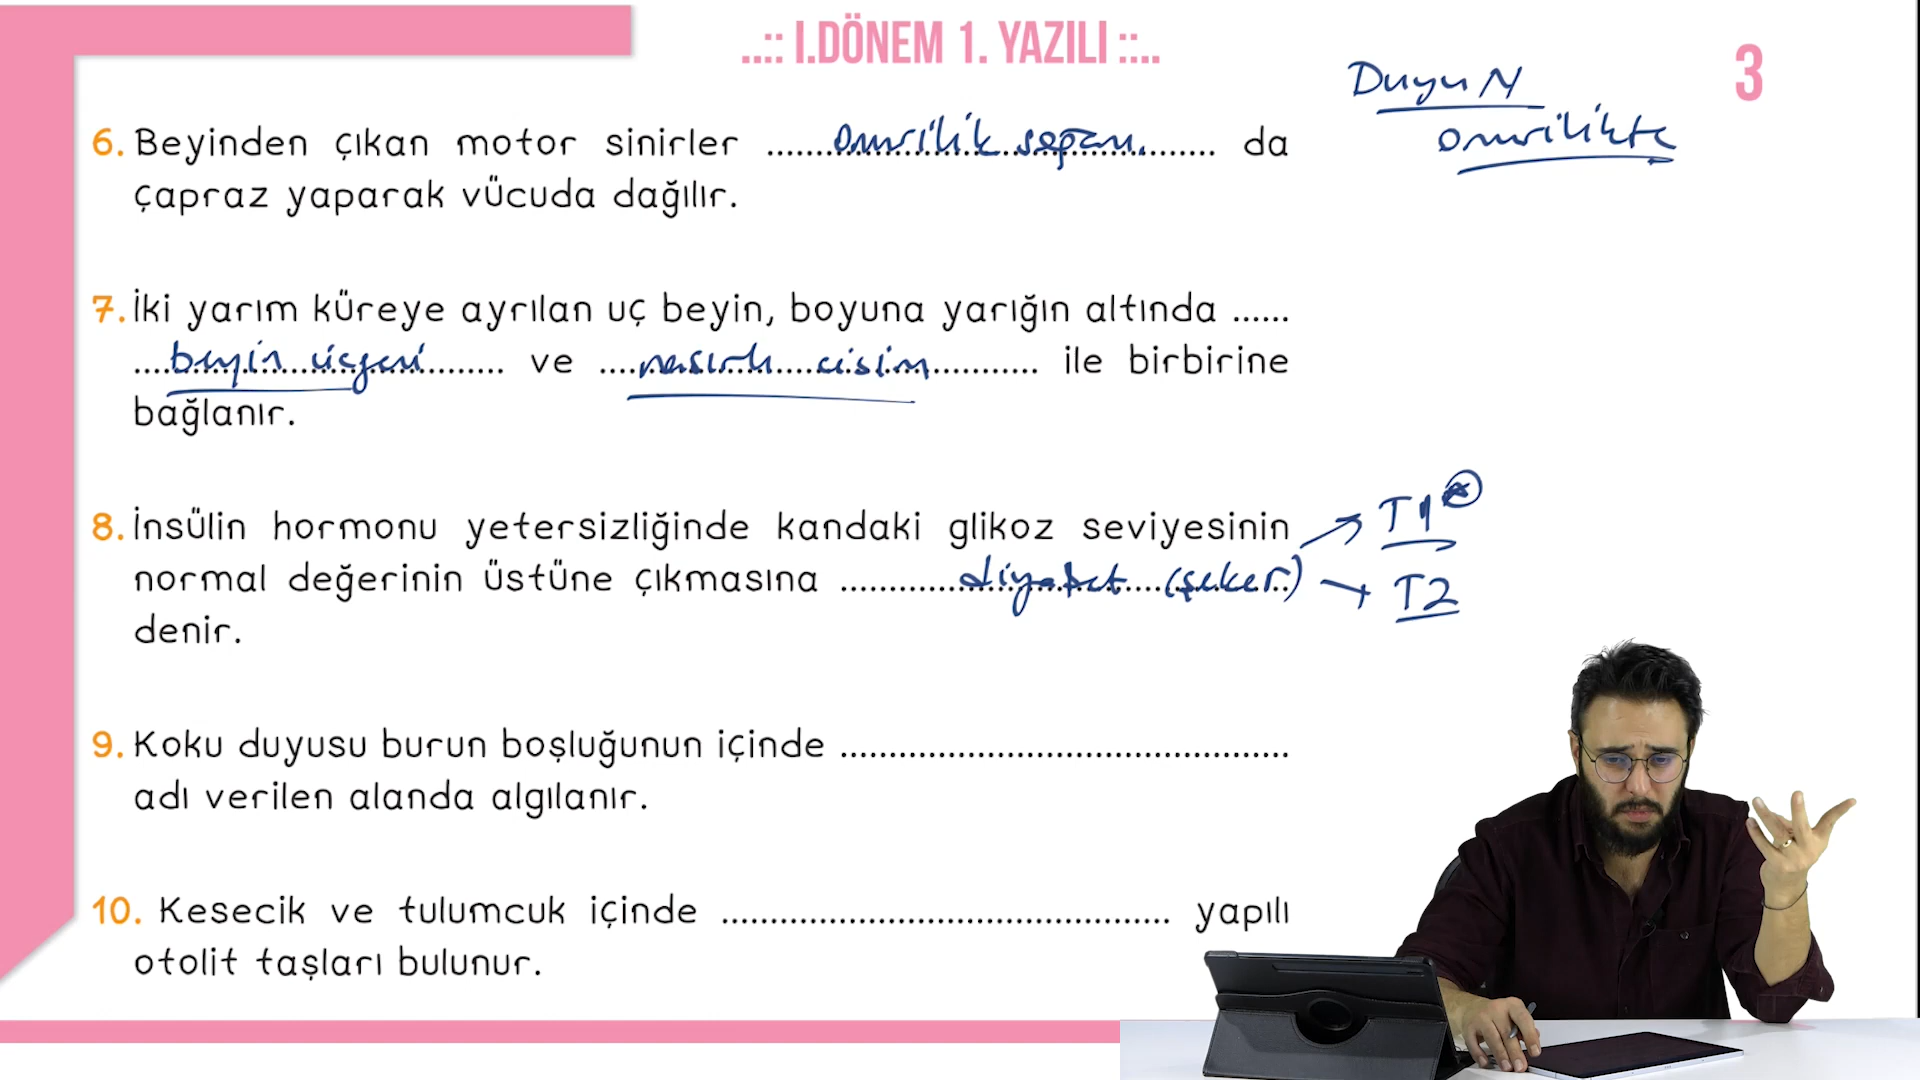 ..:: I.DÖNEM 1. YAZILI ::..
3
Duyu N
omurilikte
6. Beyinden çıkan motor sinirler ......omurilik soğanı...... da
çapraz yaparak vücuda dağılır.
7. İki yarım küreye ayrılan uç beyin, boyuna yarığın altında ......
....beyin üçgeni........ ve ....nasırlı cisim........... ile birbirine
bağlanır.
8. İnsülin hormonu yetersizliğinde kandaki glikoz seviyesinin
normal değerinin üstüne çıkmasına ............diyabet (şeker)
denir.
T1
T2
9. Koku duyusu burun boşluğunun içinde .............................................
adı verilen alanda algılanır.
10. Kesecik ve tulumcuk içinde ............................................. yapılı
otolit taşları bulunur.